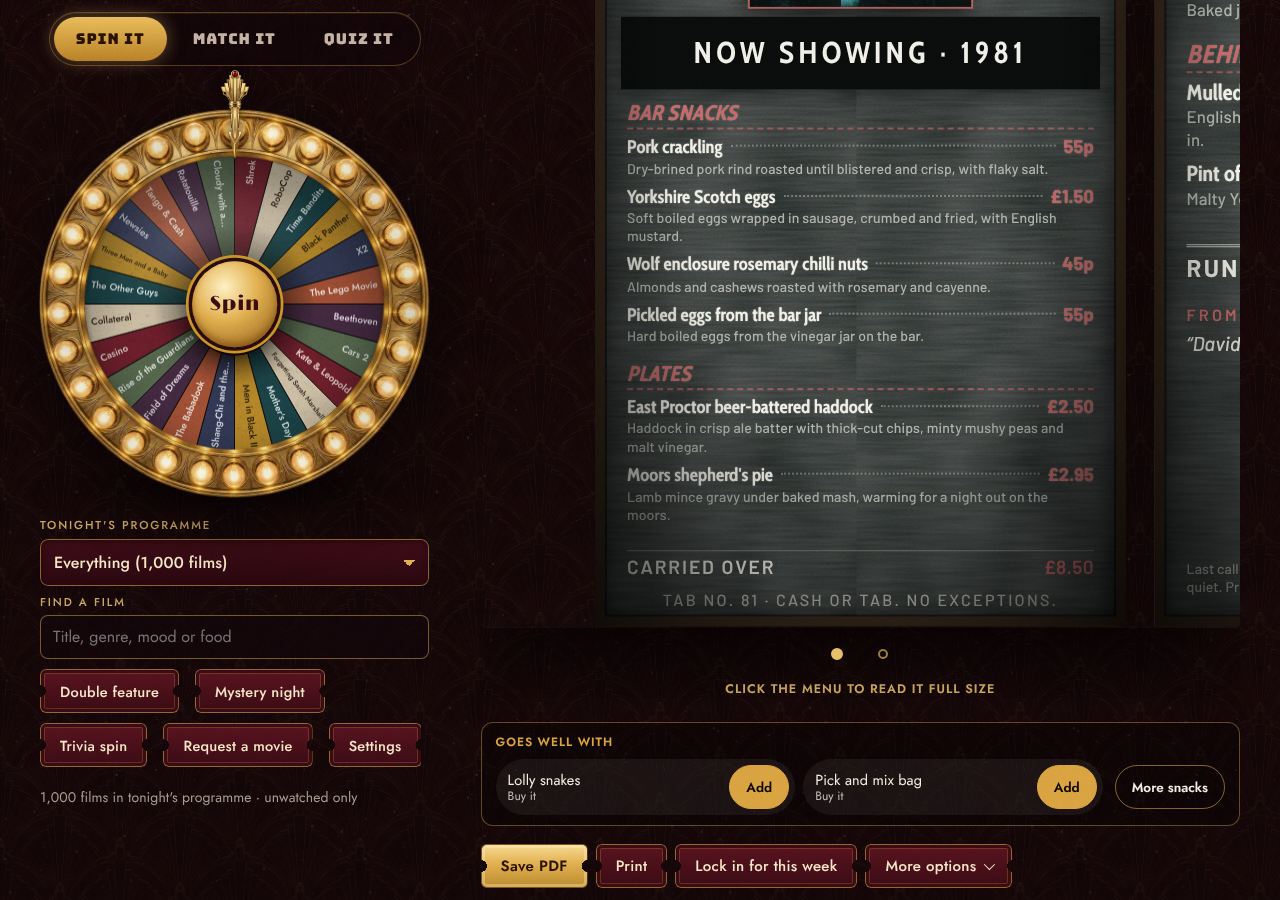 SPIN IT
MATCH IT
QUIZ IT
Shrek
RoboCop
Time Bandits
Black Panther
X2
The Lego Movie
Beethoven
Cars 2
Kate & Leopold
Forgetting Sarah Marshall
Mother's Day
Men in Black II
Shang-Chi and the...
The Babadook
Field of Dreams
Rise of the Guardians
Casino
Collateral
The Other Guys
Three Men and a Baby
Newsies
Tango & Cash
Ratatouille
Cloudy with a...
Spin
TONIGHT'S PROGRAMME
Everything (1,000 films)
FIND A FILM
Title, genre, mood or food
Double feature
Mystery night
Trivia spin
Request a movie
Settings
1,000 films in tonight's programme · unwatched only
NOW SHOWING · 1981
BAR SNACKS
Pork crackling 55p
Dry-brined pork rind roasted until blistered and crisp, with flaky salt.
Yorkshire Scotch eggs £1.50
Soft boiled eggs wrapped in sausage, crumbed and fried, with English
mustard.
Wolf enclosure rosemary chilli nuts 45p
Almonds and cashews roasted with rosemary and cayenne.
Pickled eggs from the bar jar 55p
Hard boiled eggs from the vinegar jar on the bar.
PLATES
East Proctor beer-battered haddock £2.50
Haddock in crisp ale batter with thick-cut chips, minty mushy peas and
malt vinegar.
Moors shepherd's pie £2.95
Lamb mince gravy under baked mash, warming for a night out on the
moors.
CARRIED OVER £8.50
TAB NO. 81 · CASH OR TAB. NO EXCEPTIONS.
Baked
Mulled
English
in.
Pint of
Malty
RUN
FROM
"David
Last call
quiet.
CLICK THE MENU TO READ IT FULL SIZE
GOES WELL WITH
Lolly snakes
Buy it
Add
Pick and mix bag
Buy it
Add
More snacks
Save PDF
Print
Lock in for this week
More options